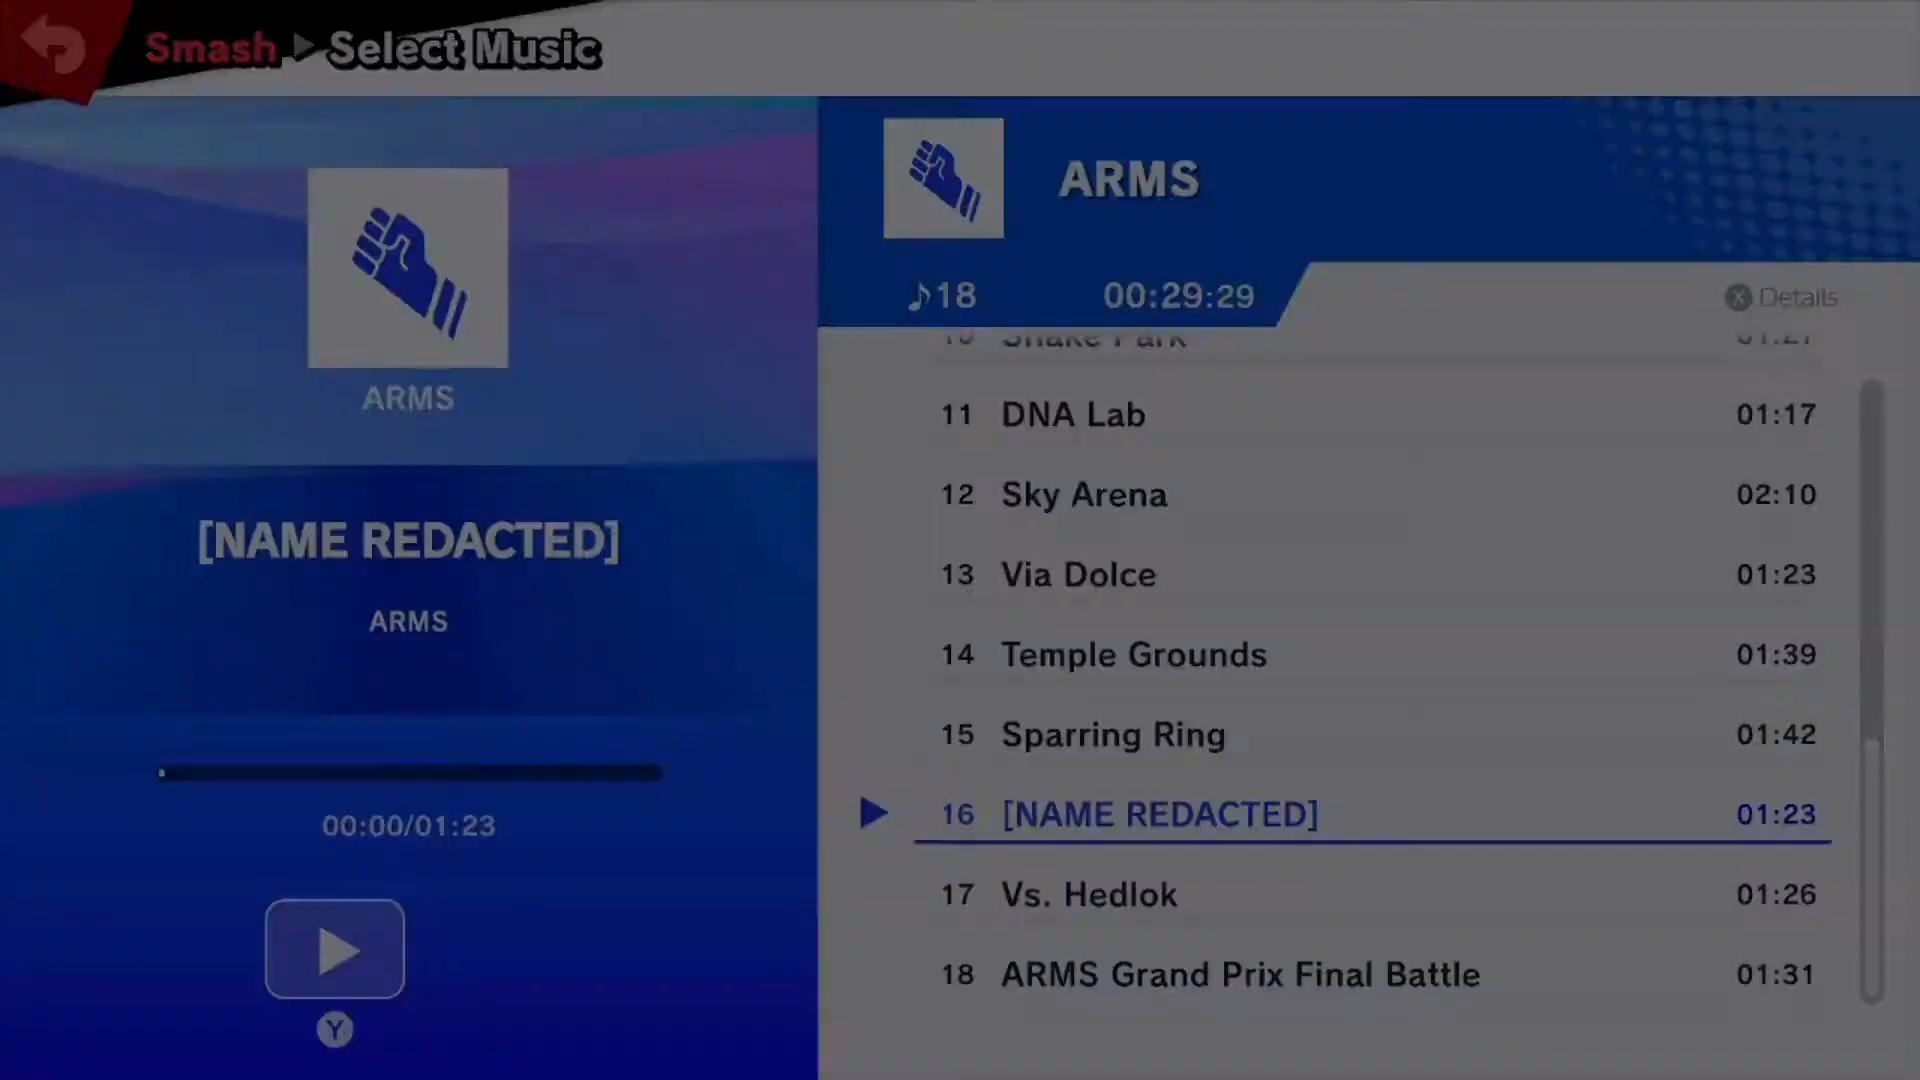 Smash ▶ Select Music
ARMS
[NAME REDACTED]
ARMS
00:00/01:23
Y
ARMS
♪18 00:29:29
X Details
11 DNA Lab 01:17
12 Sky Arena 02:10
13 Via Dolce 01:23
14 Temple Grounds 01:39
15 Sparring Ring 01:42
16 [NAME REDACTED] 01:23
17 Vs. Hedlok 01:26
18 ARMS Grand Prix Final Battle 01:31